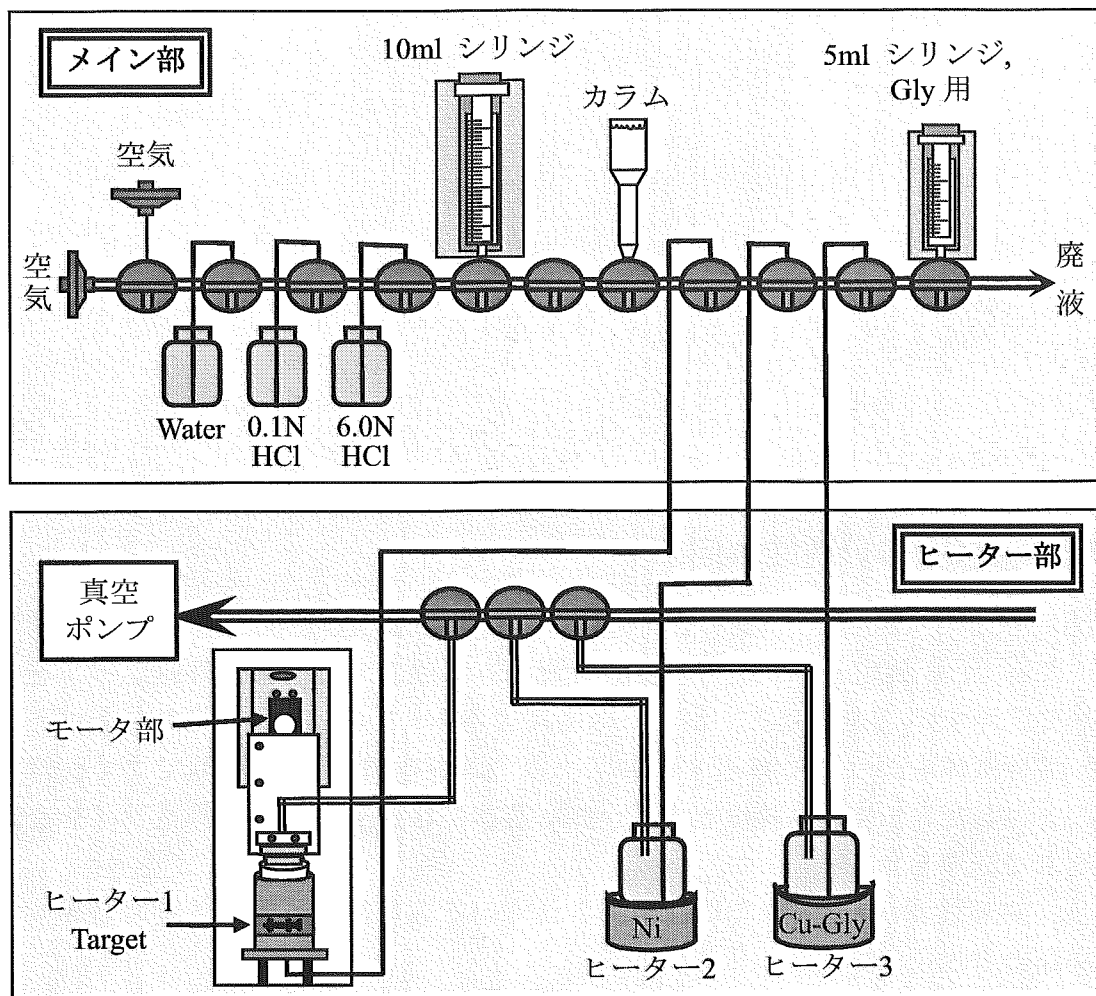 メイン部
10ml シリンジ
5ml シリンジ,
Gly 用
カラム
空気
空
気
廃
液
Water
0.1N
HCl
6.0N
HCl
ヒーター部
真空
ポンプ
モータ部
ヒーター1
Target
Ni
Cu-Gly
ヒーター2
ヒーター3